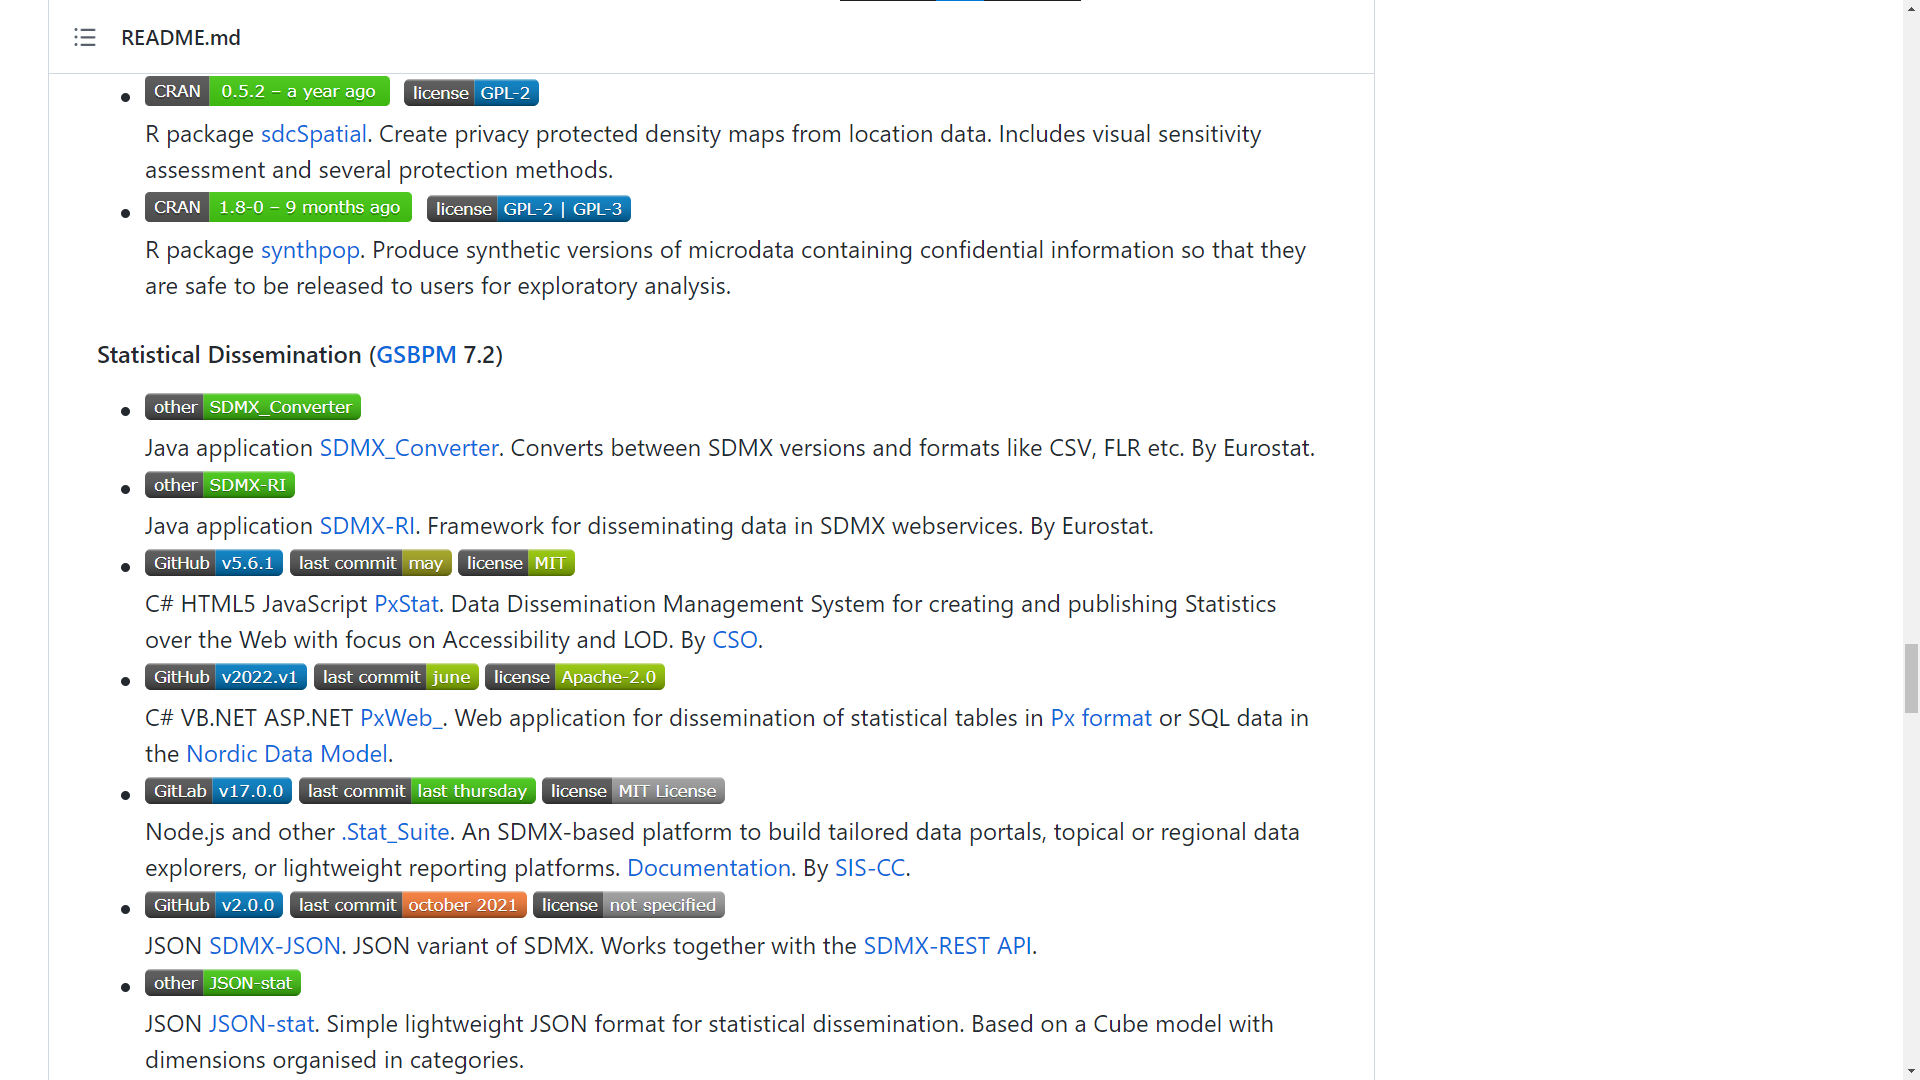 README.md
CRAN 0.5.2 – a year ago license GPL-2
R package sdcSpatial. Create privacy protected density maps from location data. Includes visual sensitivity
assessment and several protection methods.
CRAN 1.8-0 – 9 months ago license GPL-2 | GPL-3
R package synthpop. Produce synthetic versions of microdata containing confidential information so that they
are safe to be released to users for exploratory analysis.
Statistical Dissemination (GSBPM 7.2)
other SDMX_Converter
Java application SDMX_Converter. Converts between SDMX versions and formats like CSV, FLR etc. By Eurostat.
other SDMX-RI
Java application SDMX-RI. Framework for disseminating data in SDMX webservices. By Eurostat.
GitHub v5.6.1 last commit may license MIT
C# HTML5 JavaScript PxStat. Data Dissemination Management System for creating and publishing Statistics
over the Web with focus on Accessibility and LOD. By CSO.
GitHub v2022.v1 last commit june license Apache-2.0
C# VB.NET ASP.NET PxWeb_. Web application for dissemination of statistical tables in Px format or SQL data in
the Nordic Data Model.
GitLab v17.0.0 last commit last thursday license MIT License
Node.js and other .Stat_Suite. An SDMX-based platform to build tailored data portals, topical or regional data
explorers, or lightweight reporting platforms. Documentation. By SIS-CC.
GitHub v2.0.0 last commit october 2021 license not specified
JSON SDMX-JSON. JSON variant of SDMX. Works together with the SDMX-REST API.
other JSON-stat
JSON JSON-stat. Simple lightweight JSON format for statistical dissemination. Based on a Cube model with
dimensions organised in categories.